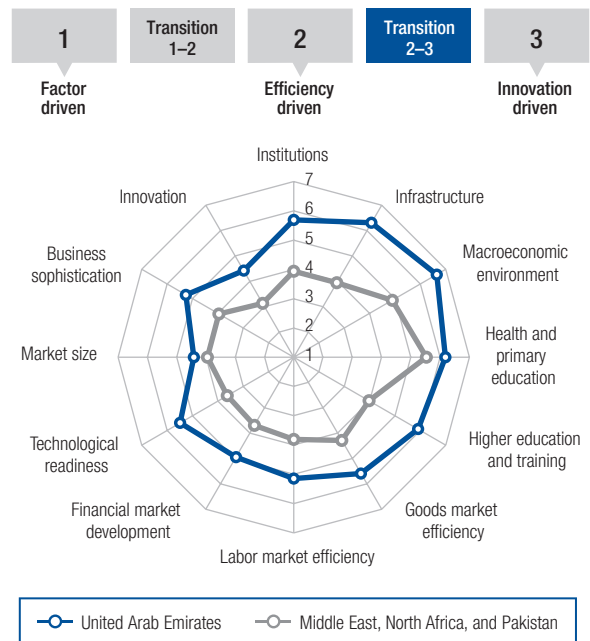 1
Transition
1–2
2
Transition
2–3
3
Factor
driven
Efficiency
driven
Innovation
driven
Institutions
7
Innovation
6
Infrastructure
5
Business
sophistication
4
Macroeconomic
environment
3
2
Market size
1
Health and
primary
education
Technological
readiness
Higher education
and training
Financial market
development
Goods market
efficiency
Labor market efficiency
United Arab Emirates
Middle East, North Africa, and Pakistan